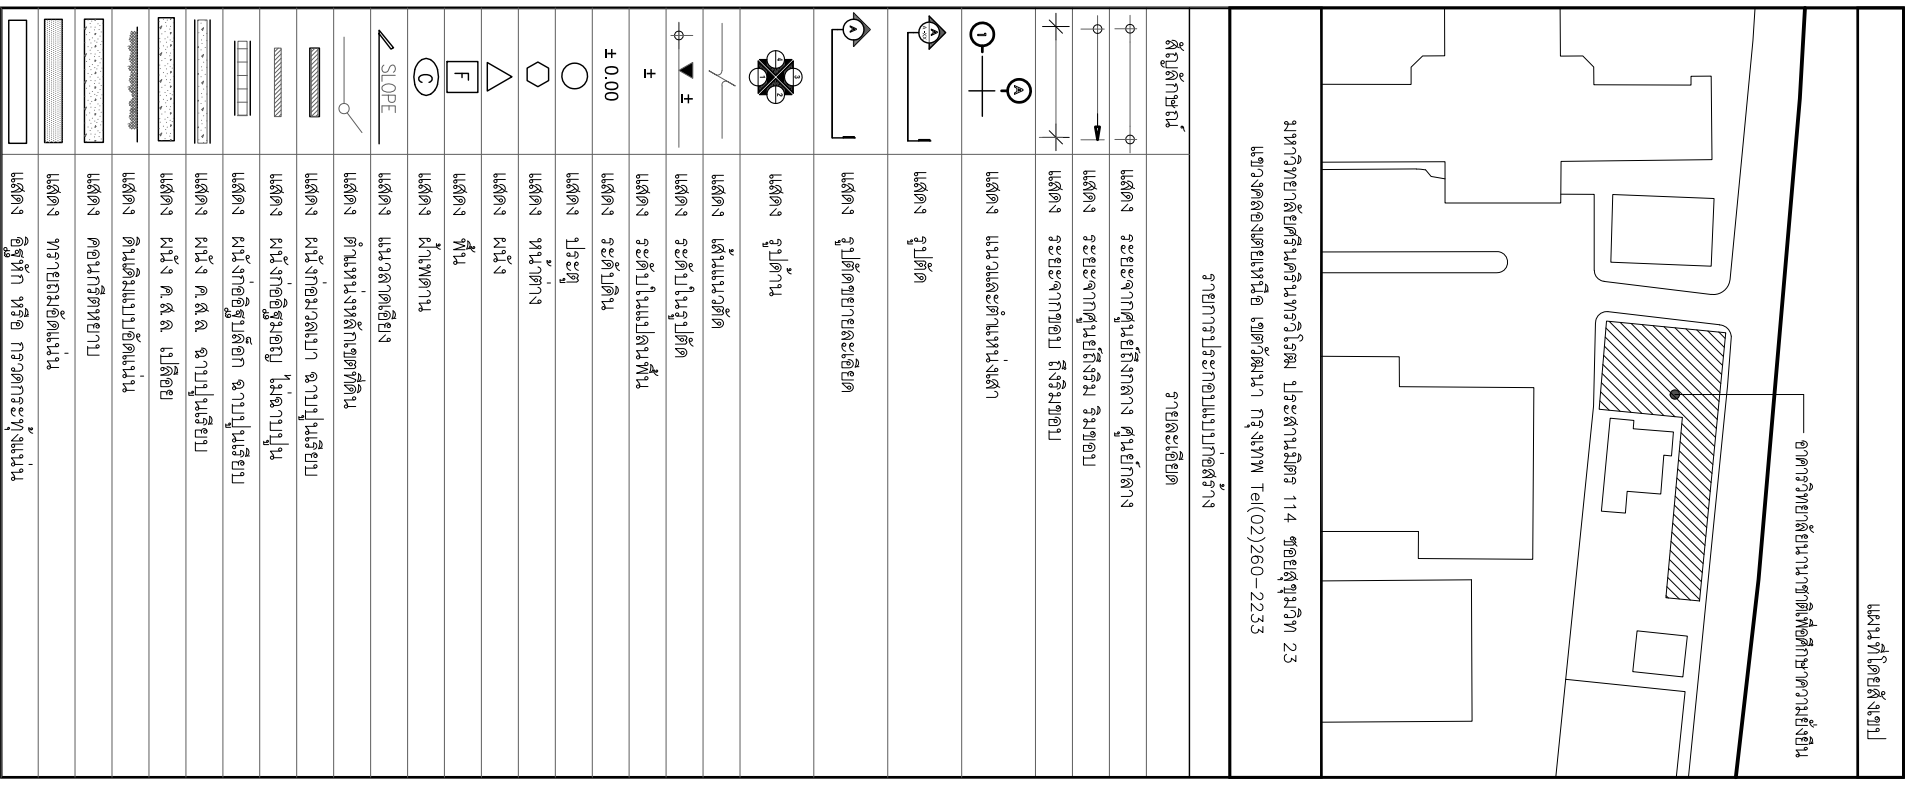 แผนที่โดยสังเขป
อาคารวิทยาลัยนานาชาติเพื่อศึกษาความยั่งยืน
มหาวิทยาลัยศรีนครินทรวิโรฒ ประสานมิตร 114 ซอยสุขุมวิท 23
แขวงคลองเตยเหนือ เขตวัฒนา กรุงเทพ Tel(02)260-2233
รายการประกอบแบบก่อสร้าง
สัญลักษณ์ รายละเอียด
แสดง ระยะจากศูนย์ถึงกลาง ศูนย์กลาง
แสดง ระยะจากศูนย์ถึงริม ริมขอบ
แสดง ระยะจากขอบ ถึงริมขอบ
1 A แสดง แนวและตำแหน่งเสา
A แสดง รูปตัด
A แสดง รูปตัดขยายละเอียด
4 3 1 2 แสดง รูปด้าน
แสดง เส้นแนวตัด
± แสดง ระดับในรูปตัด
± แสดง ระดับในแปลนพื้น
± 0.00 แสดง ระดับดิน
แสดง ประตู
แสดง หน้าต่าง
แสดง ผนัง
F แสดง พื้น
C แสดง ฝ้าเพดาน
SLOPE แสดง แนวลาดเอียง
แสดง ตำแหน่งหลักเขตที่ดิน
แสดง ผนังก่อมวลเบา ฉาบปูนเรียบ
แสดง ผนังก่ออิฐมอญ ไม่ฉาบปูน
แสดง ผนังก่ออิฐบล็อก ฉาบปูนเรียบ
แสดง ผนัง ค.ส.ล. ฉาบปูนเรียบ
แสดง ผนัง ค.ส.ล. เปลือย
แสดง ดินเดิมแบบอัดแน่น
แสดง คอนกรีตหยาบ
แสดง ทรายถมอัดแน่น
แสดง อิฐหัก หรือ กรวดกระทุ้งแน่น